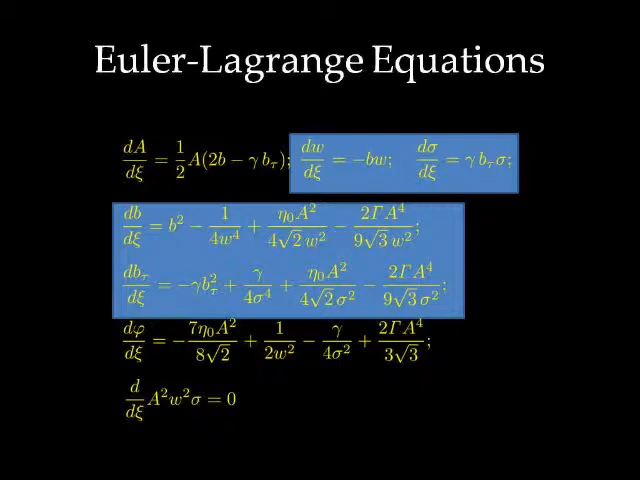 Euler-Lagrange Equations
dA/dξ = 1/2 A(2b − γ b_τ); dw/dξ = −bw; dσ/dξ = γ b_τ σ;
db/dξ = b² − 1/(4w⁴) + η₀A²/(4√2 w²) − 2ΓA⁴/(9√3 w²);
db_τ/dξ = −γb_τ² + γ/(4σ⁴) + η₀A²/(4√2 σ²) − 2ΓA⁴/(9√3 σ²);
dφ/dξ = −7η₀A²/(8√2) + 1/(2w²) − γ/(4σ²) + 2ΓA⁴/(3√3);
d/dξ A²w²σ = 0